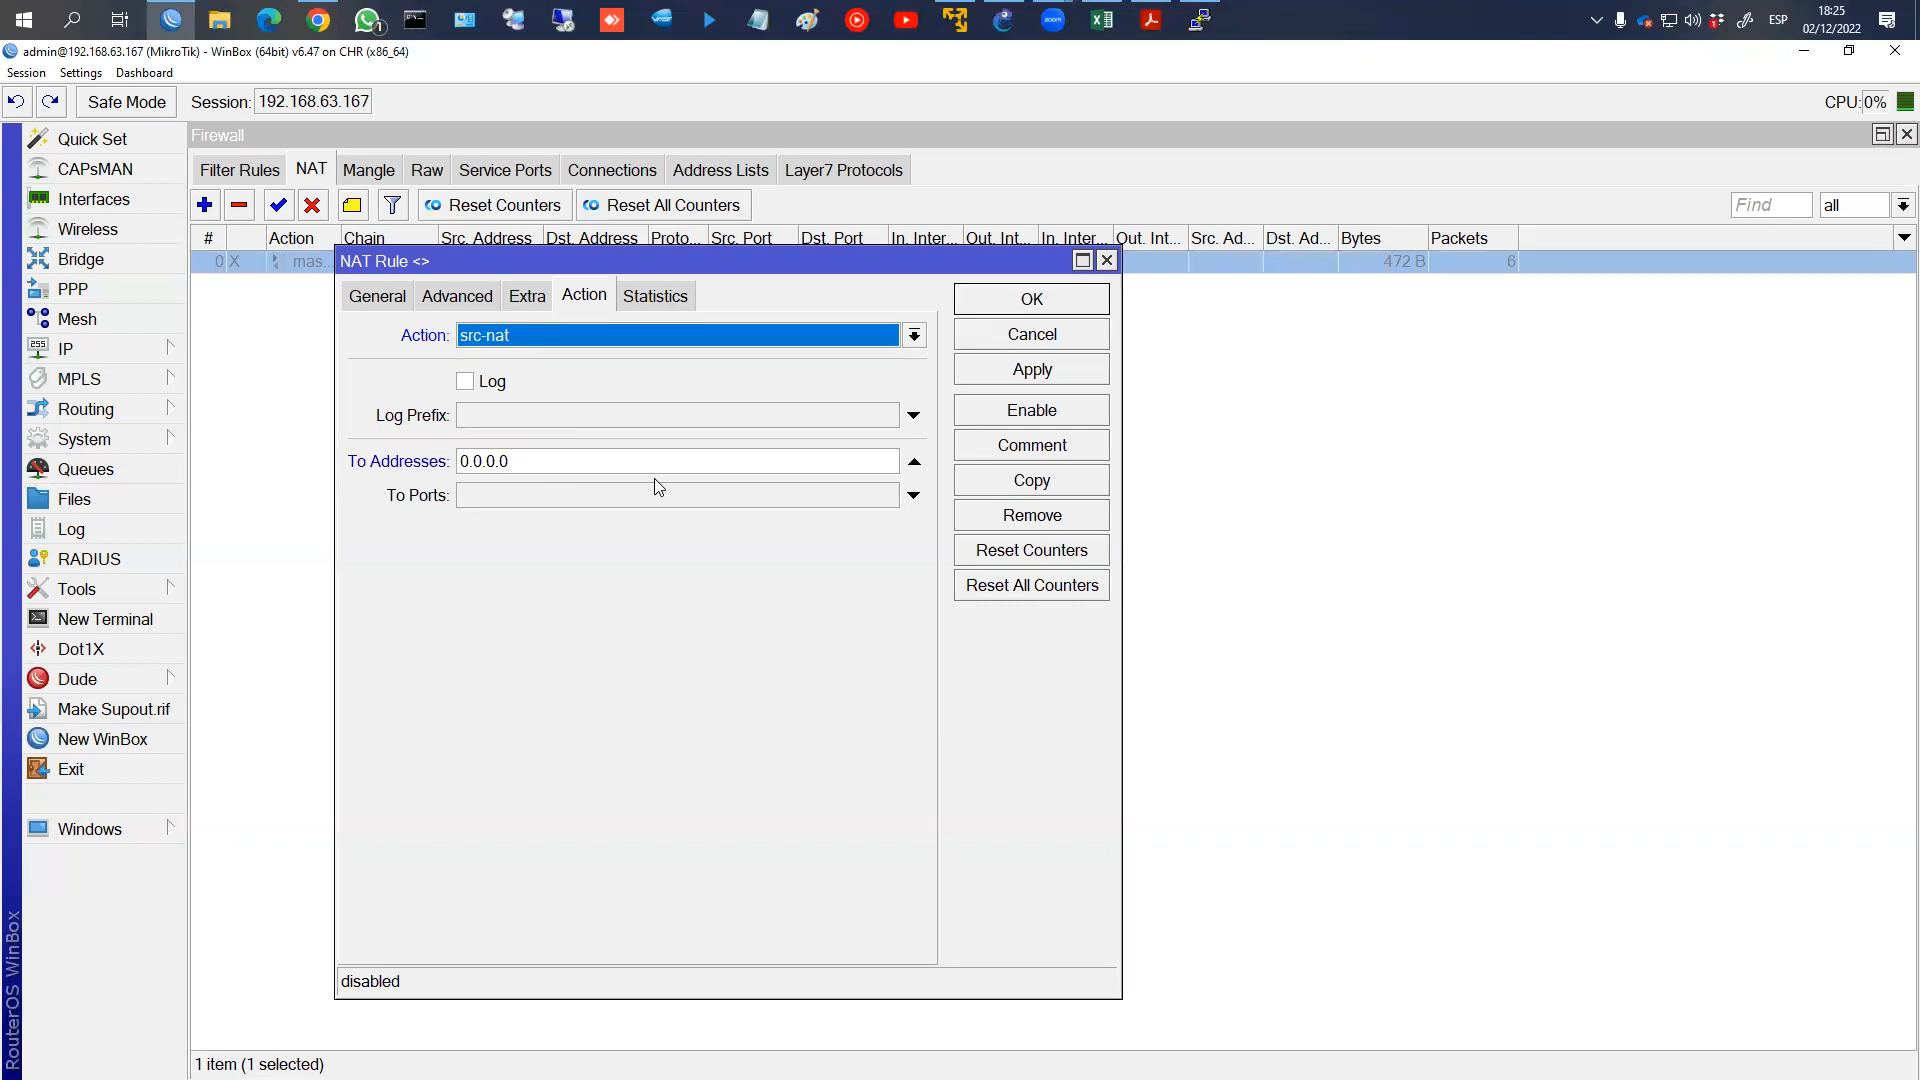 ESP
18:25
02/12/2022
admin@192.168.63.167 (MikroTik) - WinBox (64bit) v6.47 on CHR (x86_64)
Session Settings Dashboard
Safe Mode Session: 192.168.63.167 CPU: 0%
Quick Set
CAPsMAN
Interfaces
Wireless
Bridge
PPP
Mesh
IP
MPLS
Routing
System
Queues
Files
Log
RADIUS
Tools
New Terminal
Dot1X
Dude
Make Supout.rif
New WinBox
Exit
Windows
RouterOS WinBox
Firewall
Filter Rules NAT Mangle Raw Service Ports Connections Address Lists Layer7 Protocols
Reset Counters Reset All Counters Find all
# Action Chain Src. Address Dst. Address Proto... Src. Port Dst. Port In. Inter... Out. Int... In. Inter... Out. Int... Src. Ad... Dst. Ad... Bytes Packets
0 X mas... 472 B 6
NAT Rule <>
General Advanced Extra Action Statistics
Action: src-nat
Log
Log Prefix:
To Addresses: 0.0.0.0
To Ports:
OK
Cancel
Apply
Enable
Comment
Copy
Remove
Reset Counters
Reset All Counters
disabled
1 item (1 selected)